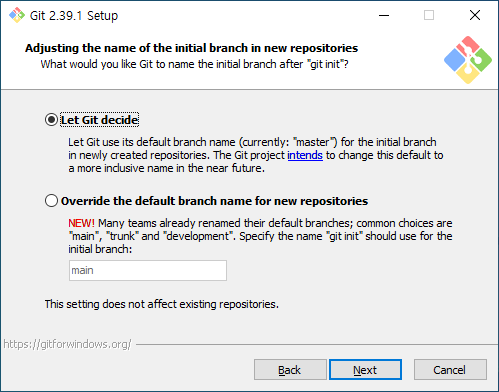 Git 2.39.1 Setup
Adjusting the name of the initial branch in new repositories
What would you like Git to name the initial branch after "git init"?
Let Git decide
Let Git use its default branch name (currently: "master") for the initial branch
in newly created repositories. The Git project intends to change this default to
a more inclusive name in the near future.
Override the default branch name for new repositories
NEW! Many teams already renamed their default branches; common choices are
"main", "trunk" and "development". Specify the name "git init" should use for the
initial branch:
main
This setting does not affect existing repositories.
https://gitforwindows.org/
Back Next Cancel